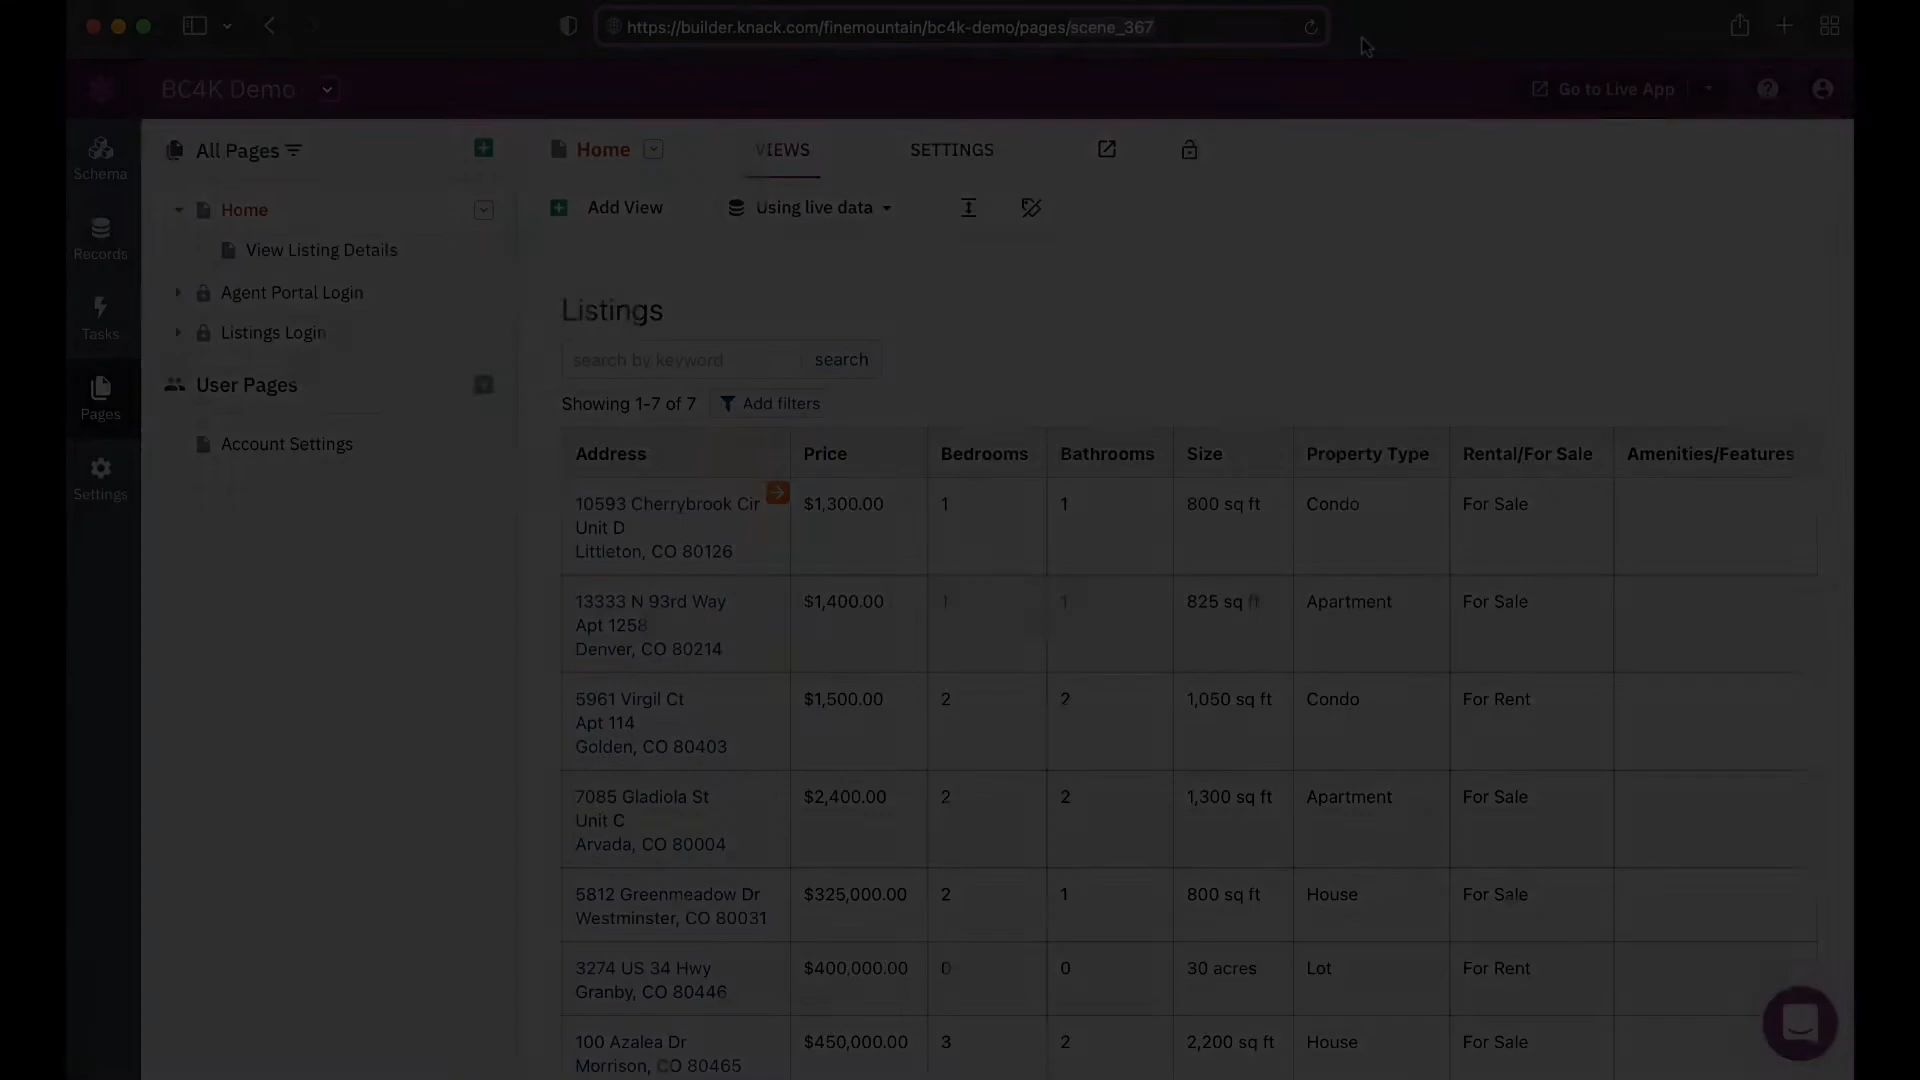 https://builder.knack.com/finemountain/bc4k-demo/pages/scene_367
BC4K Demo
Go to Live App
Schema
Records
Tasks
Pages
Settings
All Pages
Home
View Listing Details
Agent Portal Login
Listings Login
User Pages
Account Settings
Home
VIEWS
SETTINGS
Add View
Using live data
Listings
search by keyword
search
Showing 1-7 of 7
Add filters
Address Price Bedrooms Bathrooms Size Property Type Rental/For Sale Amenities/Features
10593 Cherrybrook Cir $1,300.00 1 1 800 sq ft Condo For Sale
Unit D
Littleton, CO 80126
13333 N 93rd Way $1,400.00 1 1 825 sq ft Apartment For Sale
Apt 1258
Denver, CO 80214
5961 Virgil Ct $1,500.00 2 2 1,050 sq ft Condo For Rent
Apt 114
Golden, CO 80403
7085 Gladiola St $2,400.00 2 2 1,300 sq ft Apartment For Sale
Unit C
Arvada, CO 80004
5812 Greenmeadow Dr $325,000.00 2 1 800 sq ft House For Sale
Westminster, CO 80031
3274 US 34 Hwy $400,000.00 0 0 30 acres Lot For Rent
Granby, CO 80446
100 Azalea Dr $450,000.00 3 2 2,200 sq ft House For Sale
Morrison, CO 80465